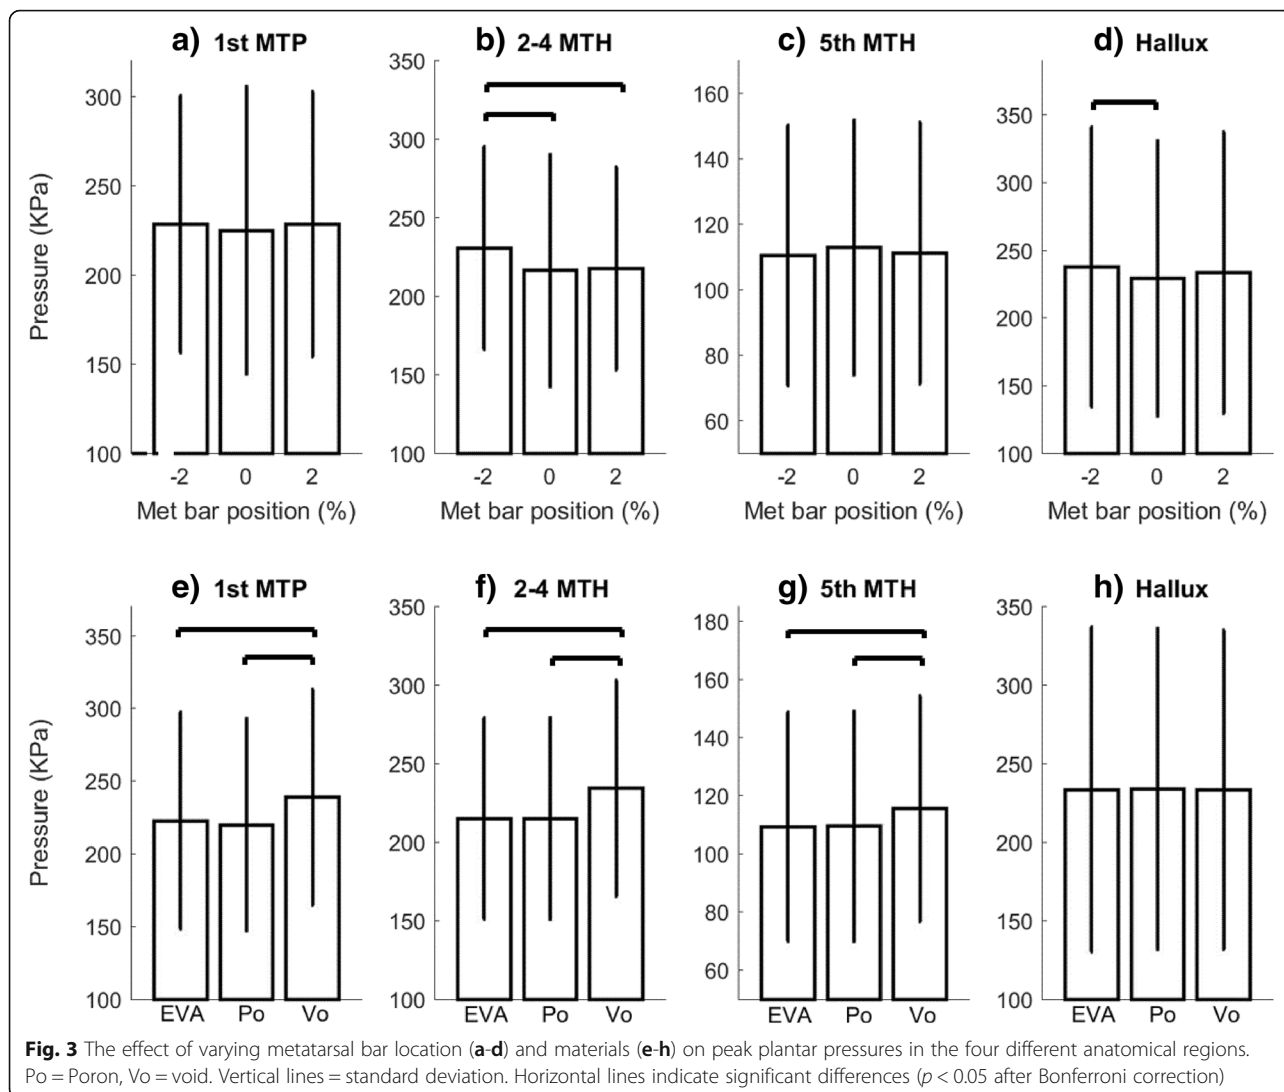 a) 1st MTP
b) 2-4 MTH
c) 5th MTH
d) Hallux
Pressure (KPa)
300
250
200
150
100
-2 0 2
Met bar position (%)
350
300
250
200
150
100
-2 0 2
Met bar position (%)
160
140
120
100
80
60
-2 0 2
Met bar position (%)
350
300
250
200
150
100
-2 0 2
Met bar position (%)
e) 1st MTP
f) 2-4 MTH
g) 5th MTH
h) Hallux
Pressure (KPa)
350
300
250
200
150
100
EVA Po Vo
350
300
250
200
150
100
EVA Po Vo
180
160
140
120
100
80
60
EVA Po Vo
350
300
250
200
150
100
EVA Po Vo
Fig. 3 The effect of varying metatarsal bar location (a-d) and materials (e-h) on peak plantar pressures in the four different anatomical regions.
Po = Poron, Vo = void. Vertical lines = standard deviation. Horizontal lines indicate significant differences (p < 0.05 after Bonferroni correction)